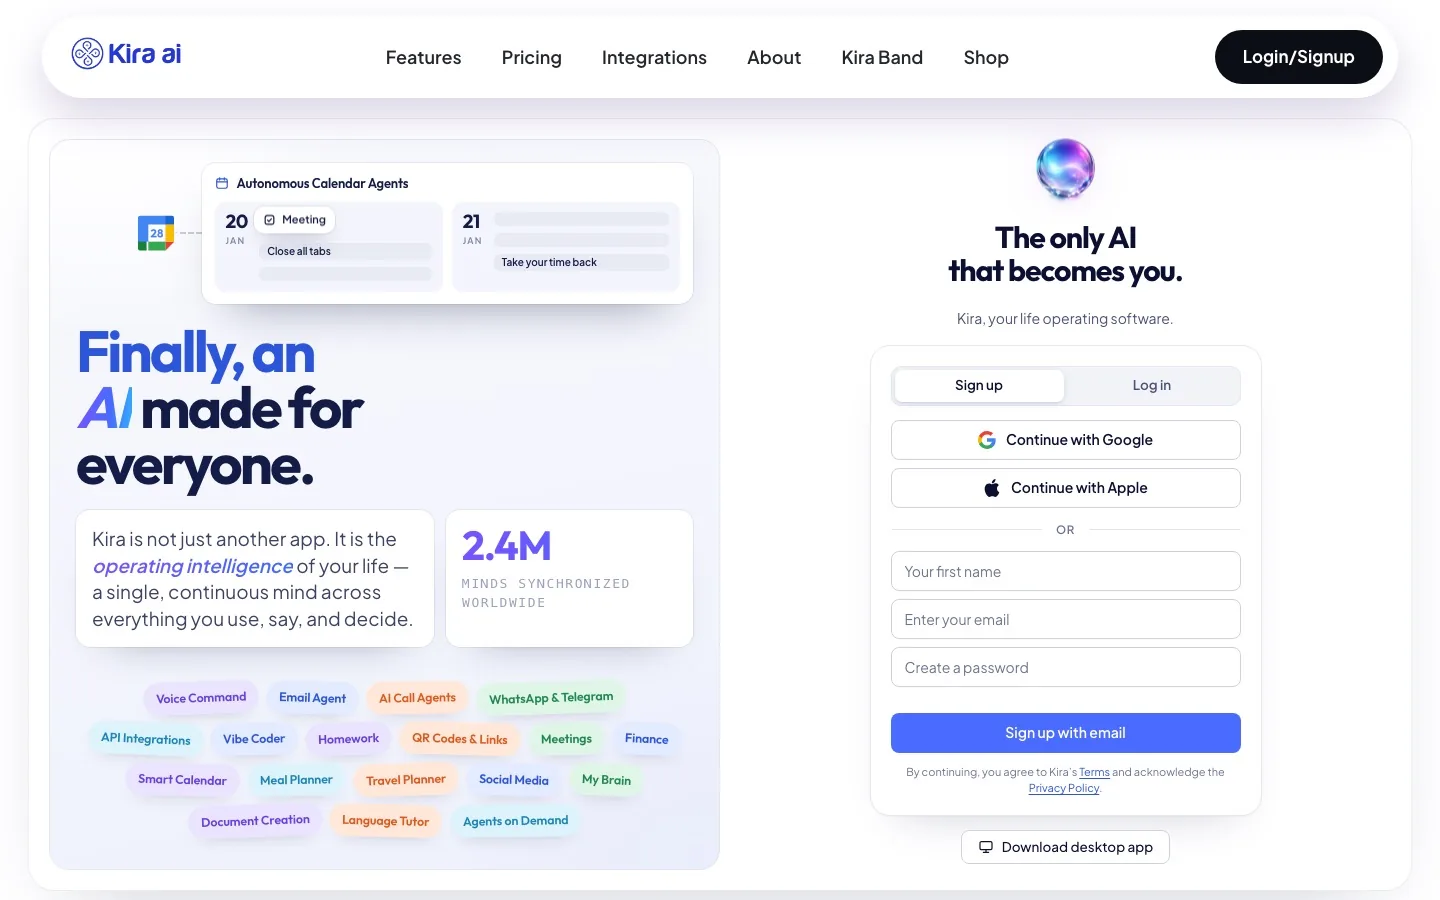 Kira ai
Features Pricing Integrations About Kira Band Shop
Login/Signup
Autonomous Calendar Agents
20 JAN
Meeting
Close all tabs
21 JAN
Take your time back
28
Finally, an
AI made for
everyone.
Kira is not just another app. It is the
operating intelligence of your life —
a single, continuous mind across
everything you use, say, and decide.
2.4M
MINDS SYNCHRONIZED
WORLDWIDE
Voice Command Email Agent AI Call Agents WhatsApp & Telegram
API Integrations Vibe Coder Homework QR Codes & Links Meetings Finance
Smart Calendar Meal Planner Travel Planner Social Media My Brain
Document Creation Language Tutor Agents on Demand
The only AI
that becomes you.
Kira, your life operating software.
Sign up Log in
Continue with Google
Continue with Apple
OR
Your first name
Enter your email
Create a password
Sign up with email
By continuing, you agree to Kira's Terms and acknowledge the
Privacy Policy.
Download desktop app